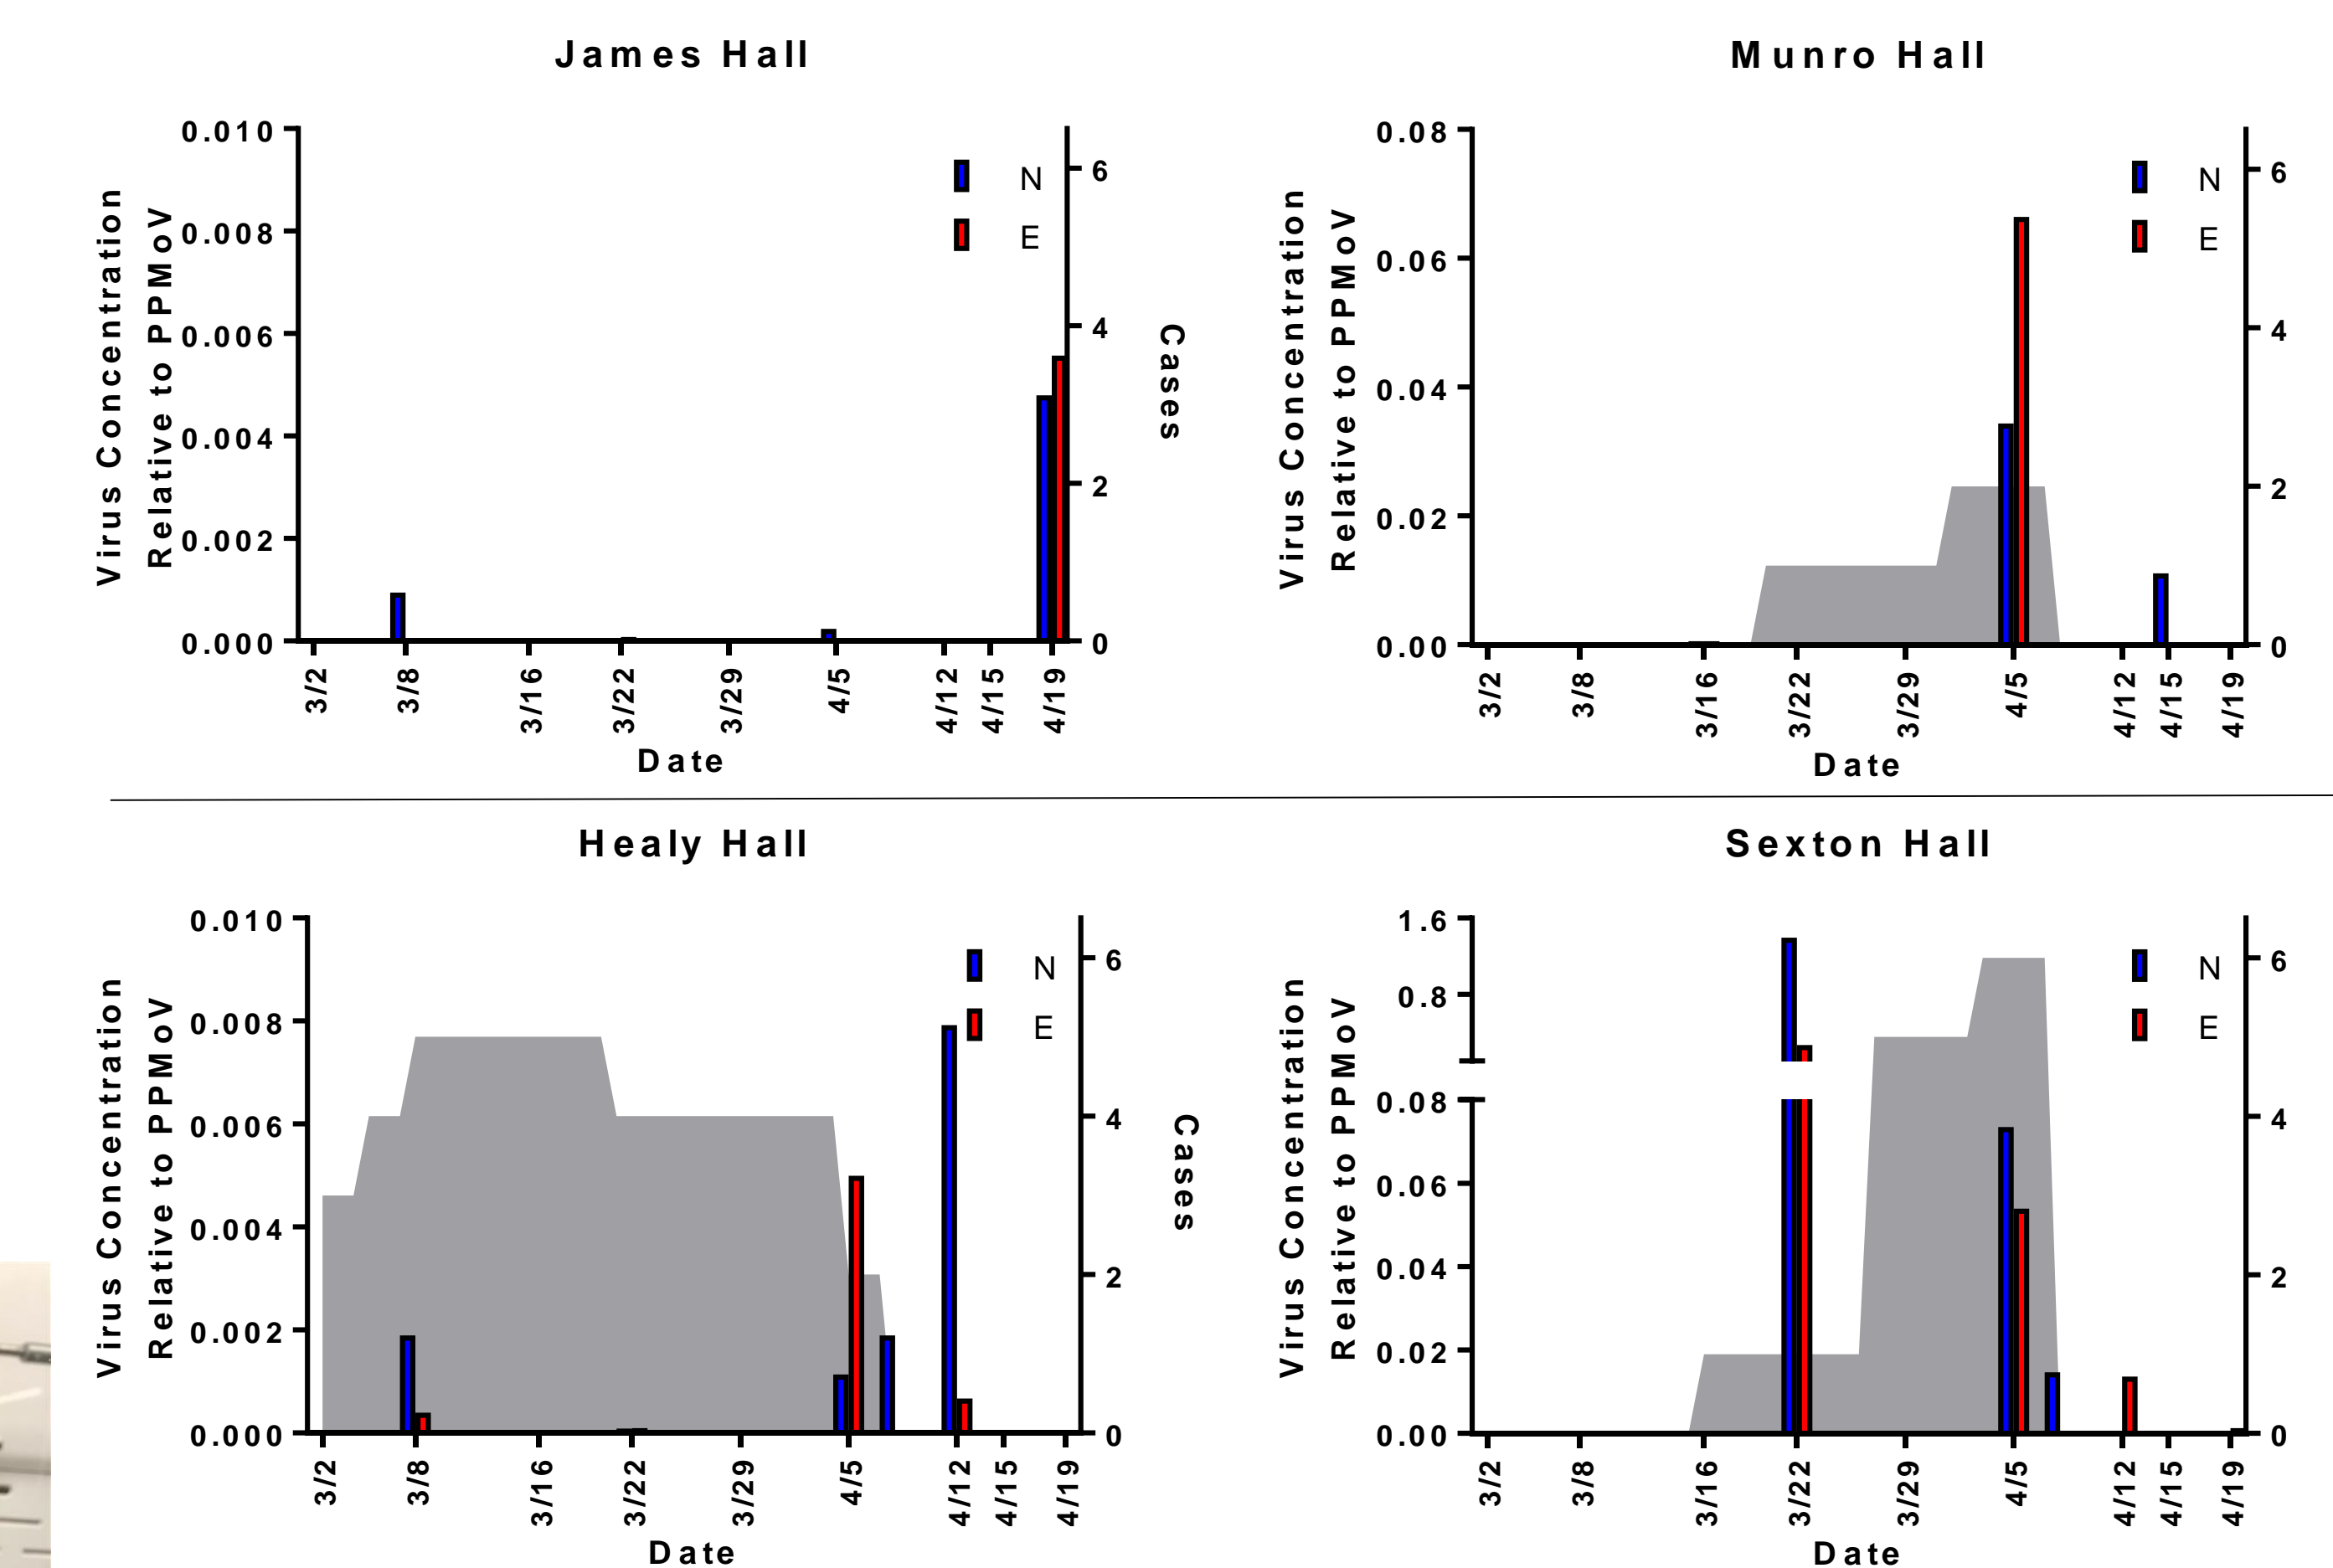 James Hall
Virus Concentration
Relative to PPMoV
0.010
0.008
0.006
0.004
0.002
0.000
N
E
6
4
2
0
Cases
3/2
3/8
3/16
3/22
3/29
4/5
4/12
4/15
4/19
Date
Munro Hall
Virus Concentration
Relative to PPMoV
0.08
0.06
0.04
0.02
0.00
N
E
6
4
2
0
3/2
3/8
3/16
3/22
3/29
4/5
4/12
4/15
4/19
Date
Healy Hall
Virus Concentration
Relative to PPMoV
0.010
0.008
0.006
0.004
0.002
0.000
N
E
6
4
2
0
Cases
3/2
3/8
3/16
3/22
3/29
4/5
4/12
4/15
4/19
Date
Sexton Hall
Virus Concentration
Relative to PPMoV
1.6
0.8
0.08
0.06
0.04
0.02
0.00
N
E
6
4
2
0
3/2
3/8
3/16
3/22
3/29
4/5
4/12
4/15
4/19
Date